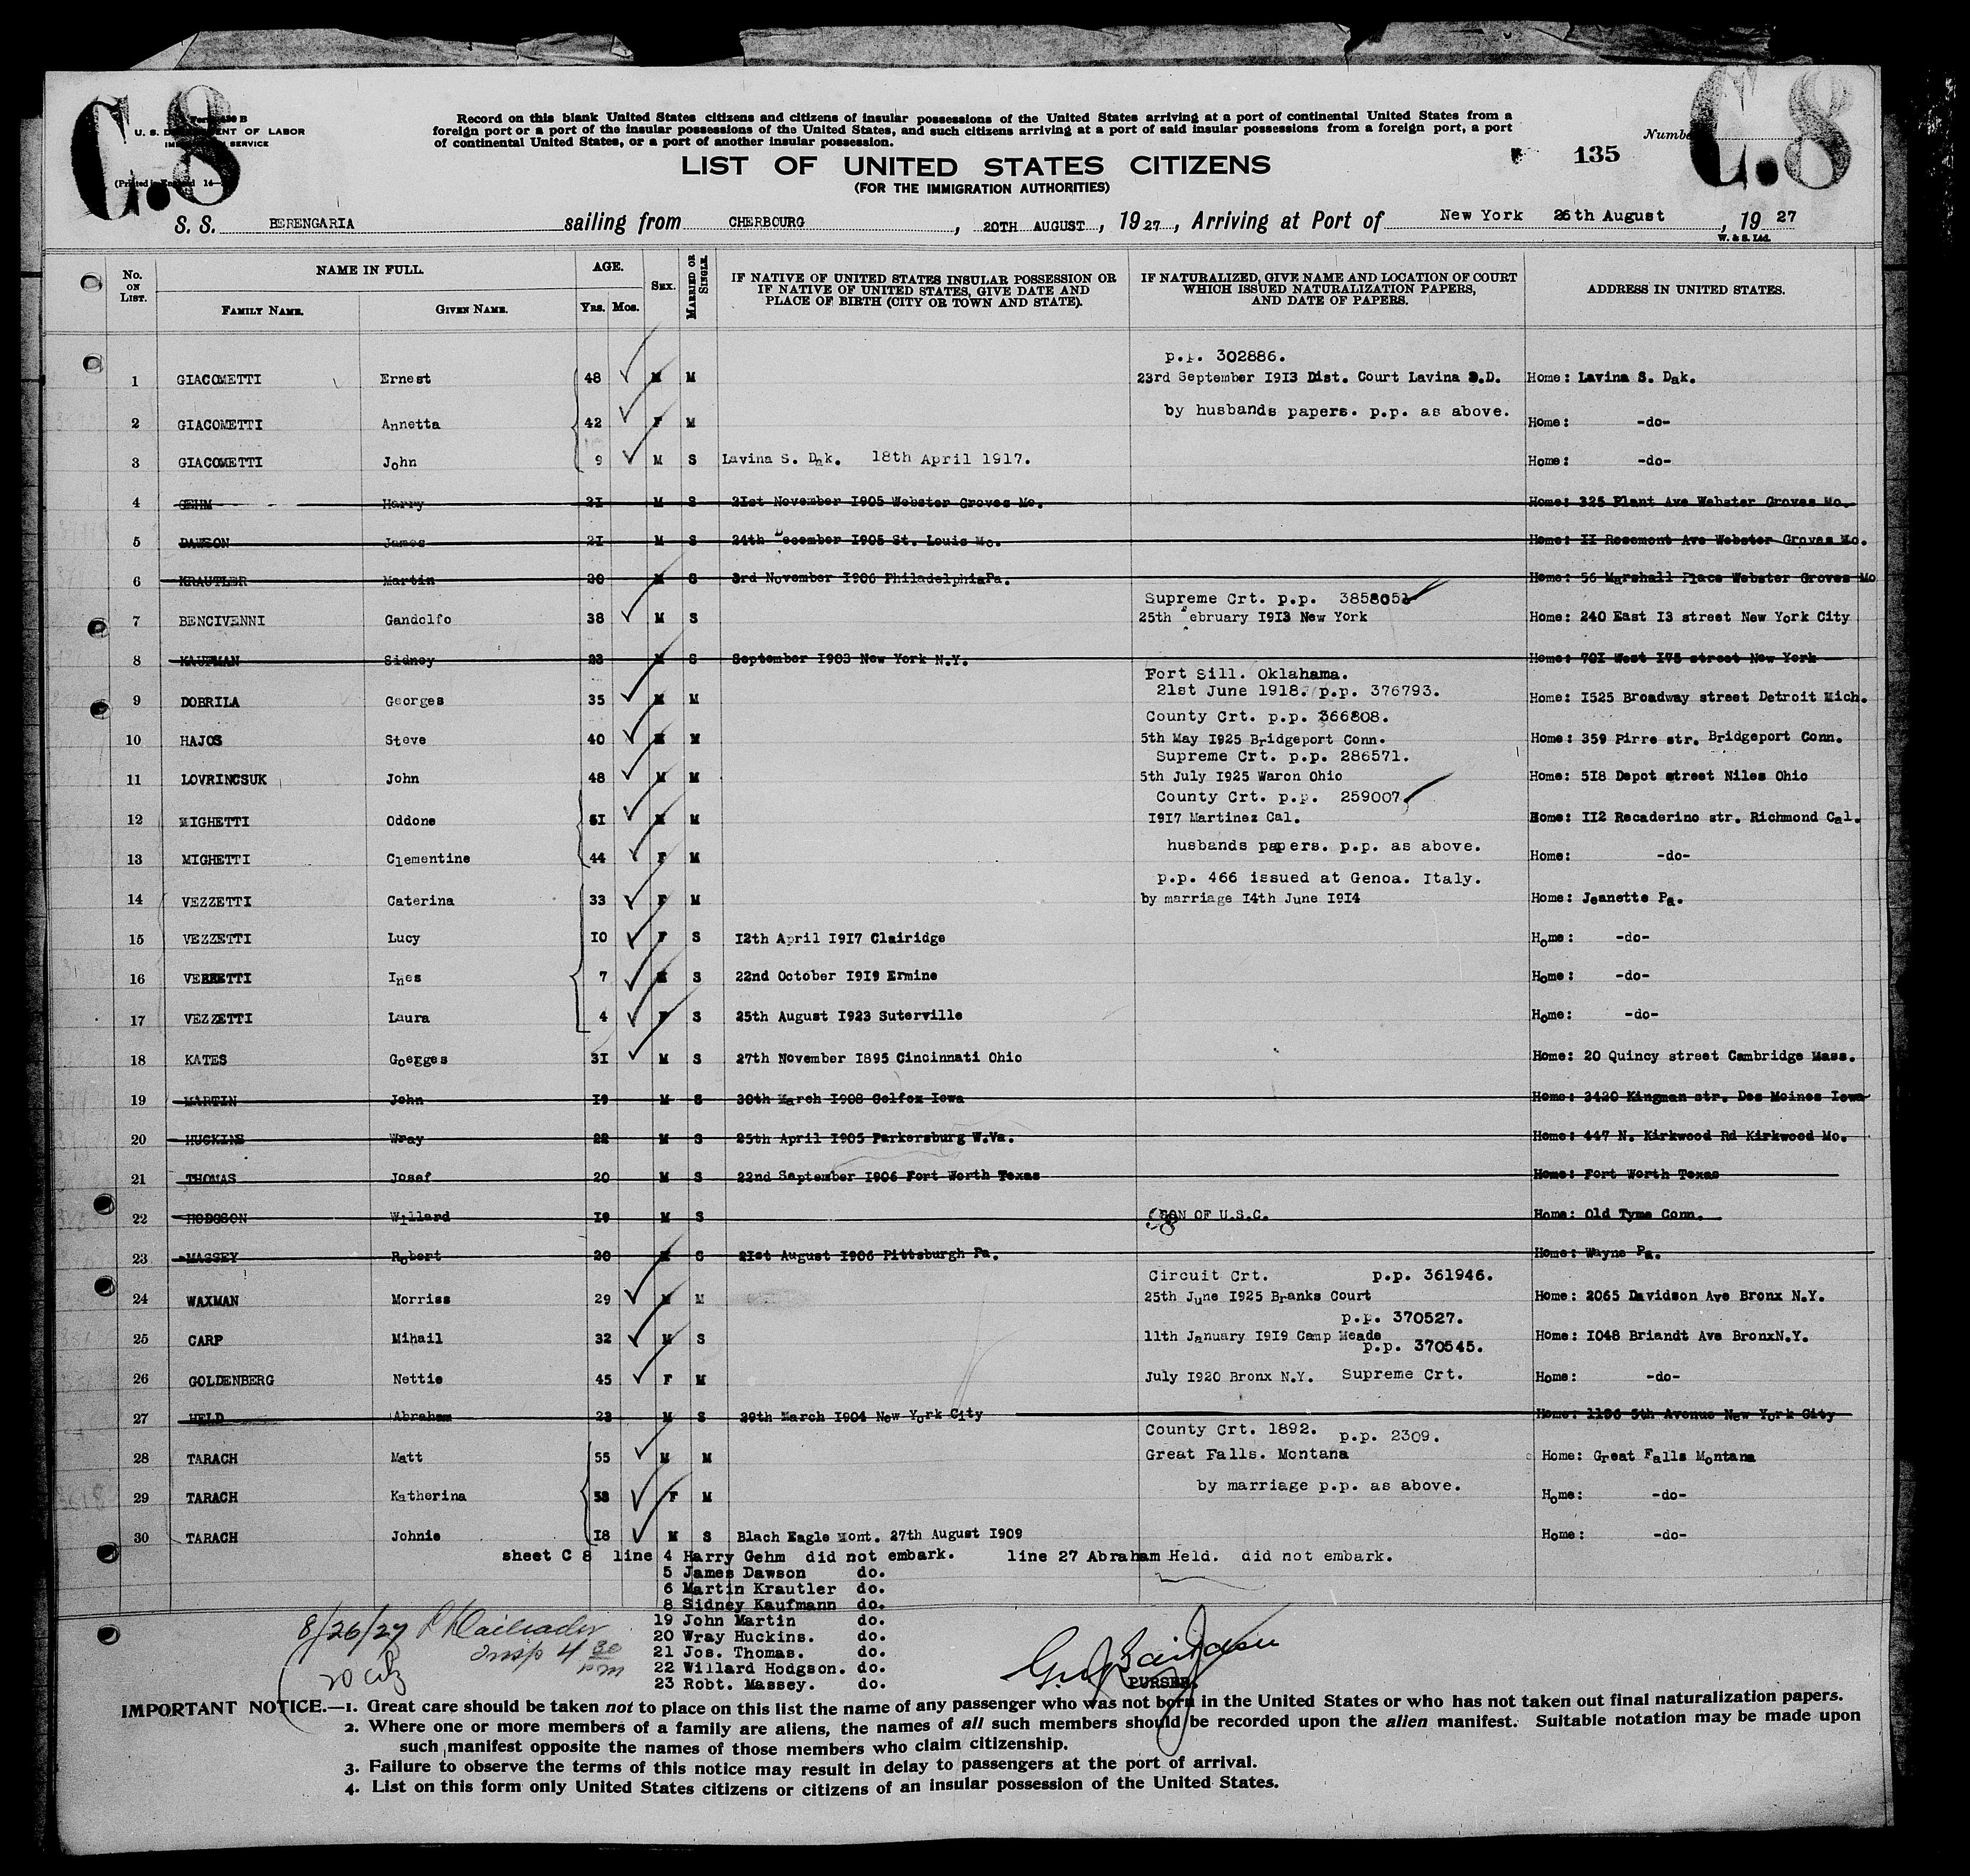 C.8
C.8
U. S. DEPARTMENT OF LABOR
Record on this blank United States citizens and citizens of insular possessions of the United States arriving at a port of continental United States from a
foreign port or a port of the insular possessions of the United States, and such citizens arriving at a port of said insular possessions from a foreign port, a port
of continental United States, or a port of another insular possession.
135
LIST OF UNITED STATES CITIZENS
(FOR THE IMMIGRATION AUTHORITIES)
S. S. BERENGARIA sailing from CHERBOURG, 20TH AUGUST, 1927, Arriving at Port of New York 26th August, 1927
W. & S. Ltd.
No. ON LIST. NAME IN FULL. FAMILY NAME. GIVEN NAME. AGE. YRS. MOS. SEX. MARRIED OR SINGLE. IF NATIVE OF UNITED STATES INSULAR POSSESSION OR IF NATIVE OF UNITED STATES, GIVE DATE AND PLACE OF BIRTH (CITY OR TOWN AND STATE). IF NATURALIZED, GIVE NAME AND LOCATION OF COURT WHICH ISSUED NATURALIZATION PAPERS, AND DATE OF PAPERS. ADDRESS IN UNITED STATES.
p.p. 302886.
1 GIACOMETTI Ernest 48 M M 23rd September 1913 Dist. Court Lavina S.D. Home: Lavina S. Dak.
by husbands papers. p.p. as above.
2 GIACOMETTI Annetta 42 F M Home: -do-
3 GIACOMETTI John 9 M S Lavina S. Dak. 18th April 1917. Home: -do-
4 GEHM Harry 21 M S 21st November 1905 Webster Groves Mo. Home: 325 Plant Ave Webster Groves Mo.
5 DAWSON James 21 M S 24th December 1905 St. Louis Mo. Home: II Rosemont Ave Webster Groves Mo.
6 KRAUTLER Martin 20 M S 3rd November 1906 PhiladelphiaPa. Home: 56 Marshall Place Webster Groves Mo
Supreme Crt. p.p. 385805
7 BENCIVENNI Gandolfo 38 M S 25th February 1913 New York Home: 240 East I3 street New York City
8 KAUFMAN Sidney 23 M S September 1903 New York N.Y. Home: 701 West 175 street New York
Fort Sill. Oklahama.
21st June 1918. p.p. 376793.
9 DOBRILA Georges 35 M M Home: I525 Broadway street Detroit Mich.
County Crt. p.p. 366808.
10 HAJOS Steve 40 M M 5th May 1925 Bridgeport Conn. Home: 359 Pirre str. Bridgeport Conn.
Supreme Crt. p.p. 286571.
11 LOVRINCSUK John 48 M M 5th July 1925 Waron Ohio Home: 5I8 Depot street Niles Ohio
County Crt. p.p. 259007.
12 MIGHETTI Oddone 51 M M 1917 Martinez Cal. Home: II2 Recaderino str. Richmond Cal.
husbands papers. p.p. as above.
13 MIGHETTI Clementine 44 F M Home: -do-
p.p. 466 issued at Genoa. Italy.
14 VEZZETTI Caterina 33 F M by marriage 14th June 1914 Home: Jeanette Pa.
15 VEZZETTI Lucy 10 F S 12th April 1917 Clairidge Home: -do-
16 VEZZETTI Ines 7 S 22nd October 1919 Ermine Home: -do-
17 VEZZETTI Laura 4 F S 25th August 1923 Suterville Home: -do-
18 KATES Goerges 31 M S 27th November 1895 Cincinnati Ohio Home: 20 Quincy street Cambridge Mass.
19 MARTIN John 19 M S 30th March 1908 Colfox Iowa Home: 3420 Kingman str. Des Moines Iowa
20 HUCKINS Wray 22 M S 25th April 1905 Parkersburg W.Va. Home: 447 N. Kirkwood Rd Kirkwood Mo.
21 THOMAS Josef 20 M S 22nd September 1906 Fort Worth Texas Home: Fort Worth Texas
22 HODGSON Willard 19 M S SON OF U.S.C. Home: Old Tyme Conn.
23 MASSEY Robert 20 M S 21st August 1906 Pittsburgh Pa. Home: Wayne Pa.
Circuit Crt. p.p. 361946.
24 WAXMAN Morriss 29 M M 25th June 1925 Branks Court Home: 2065 Davidson Ave Bronx N.Y.
p.p. 370527.
25 CARP Mihail 32 M S 11th January 1919 Camp Meade Home: I048 Briandt Ave BronxN.Y.
p.p. 370545.
26 GOLDENBERG Nettie 45 F M July 1920 Bronx N.Y. Supreme Crt. Home: -do-
27 HELD Abraham 23 M S 29th March 1904 New York City Home: 1196 5th Avenue New York City
County Crt. 1892. p.p. 2309.
28 TARACH Matt 55 M M Great Falls. Montana Home: Great Falls Montana
by marriage p.p. as above.
29 TARACH Katherina 53 F M Home: -do-
30 TARACH Johnie 18 M S Blach Eagle Mont. 27th August 1909 Home: -do-
sheet C 8 line 4 Harry Gehm did not embark. line 27 Abraham Held. did not embark.
5 James Dawson do.
6 Martin Krautler do.
8 Sidney Kaufmann do.
19 John Martin do.
20 Wray Huckins. do.
21 Jos. Thomas. do.
22 Willard Hodgson. do.
23 Robt. Massey. do.
8/26/27
Insp 4 30 pm
PURSER.
IMPORTANT NOTICE.—1. Great care should be taken not to place on this list the name of any passenger who was not born in the United States or who has not taken out final naturalization papers.
2. Where one or more members of a family are aliens, the names of all such members should be recorded upon the alien manifest. Suitable notation may be made upon
such manifest opposite the names of those members who claim citizenship.
3. Failure to observe the terms of this notice may result in delay to passengers at the port of arrival.
4. List on this form only United States citizens or citizens of an insular possession of the United States.